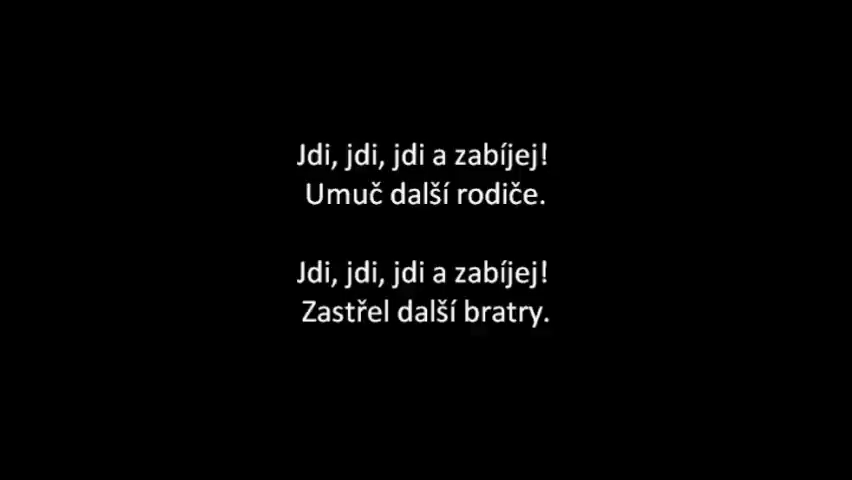 Jdi, jdi, jdi a zabíjej!
Umuč další rodiče.
Jdi, jdi, jdi a zabíjej!
Zastřel další bratry.